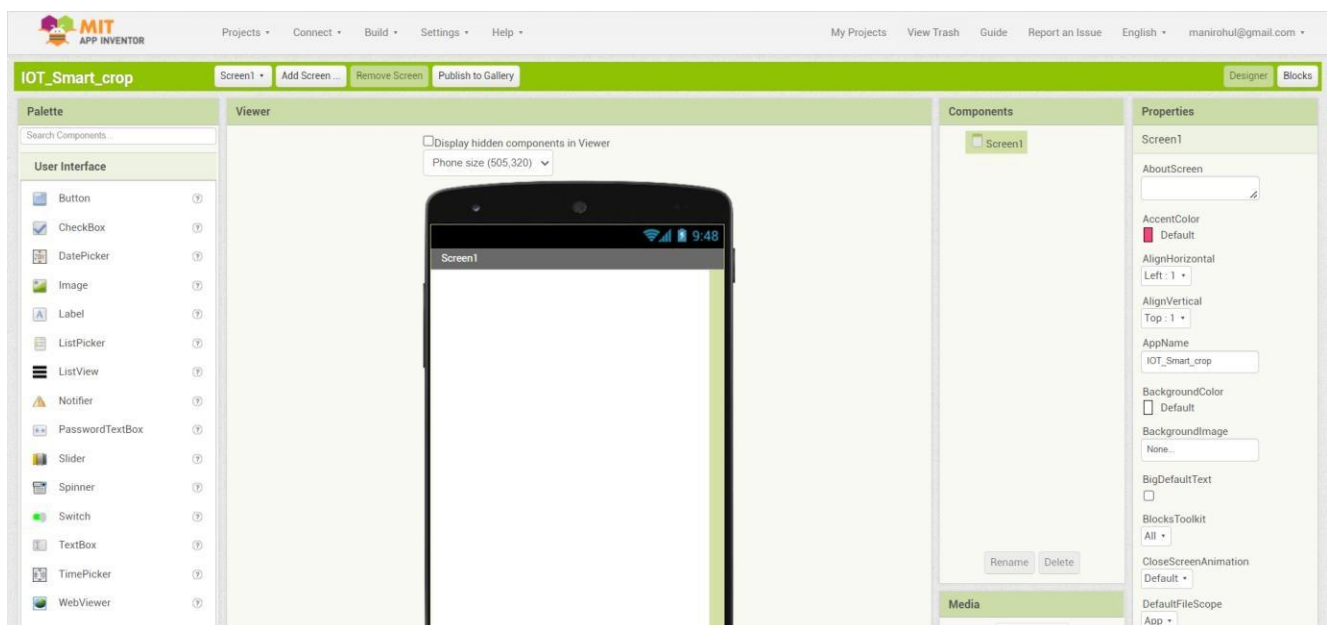 MIT
APP INVENTOR
Projects Connect Build Settings Help My Projects View Trash Guide Report an Issue English manirohul@gmail.com
IOT_Smart_crop Screen1 Add Screen ... Remove Screen Publish to Gallery Designer Blocks
Palette
Search Components...
User Interface
Button
CheckBox
DatePicker
Image
Label
ListPicker
ListView
Notifier
PasswordTextBox
Slider
Spinner
Switch
TextBox
TimePicker
WebViewer
Viewer
Display hidden components in Viewer
Phone size (505,320)
9:48
Screen1
Components
Screen1
Rename Delete
Media
Properties
Screen1
AboutScreen
AccentColor
Default
AlignHorizontal
Left : 1
AlignVertical
Top : 1
AppName
IOT_Smart_crop
BackgroundColor
Default
BackgroundImage
None...
BigDefaultText
BlocksToolkit
All
CloseScreenAnimation
Default
DefaultFileScope
App